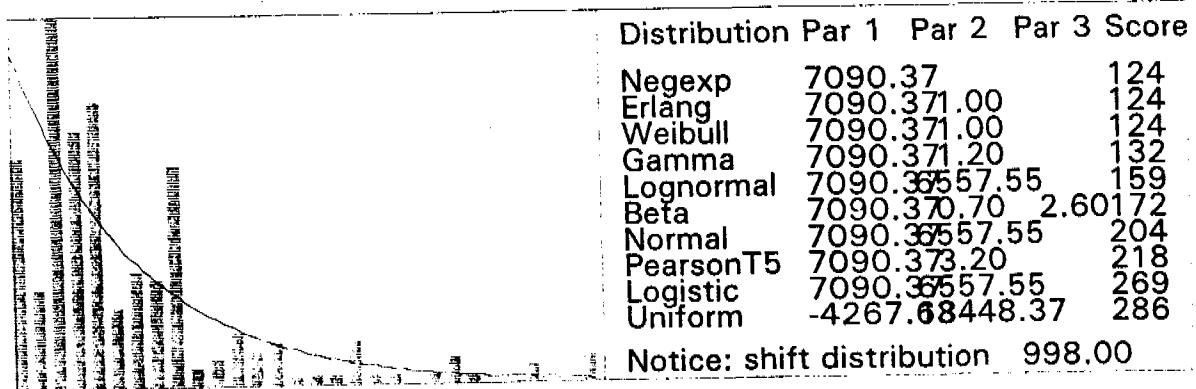 Distribution Par 1 Par 2 Par 3 Score
Negexp 7090.37 124
Erlang 7090.37 1.00 124
Weibull 7090.37 1.00 124
Gamma 7090.37 1.20 132
Lognormal 7090.37 6557.55 159
Beta 7090.37 0.70 2.60 172
Normal 7090.37 6557.55 204
PearsonT5 7090.37 3.20 218
Logistic 7090.37 6557.55 269
Uniform -4267.63 18448.37 286
Notice: shift distribution 998.00